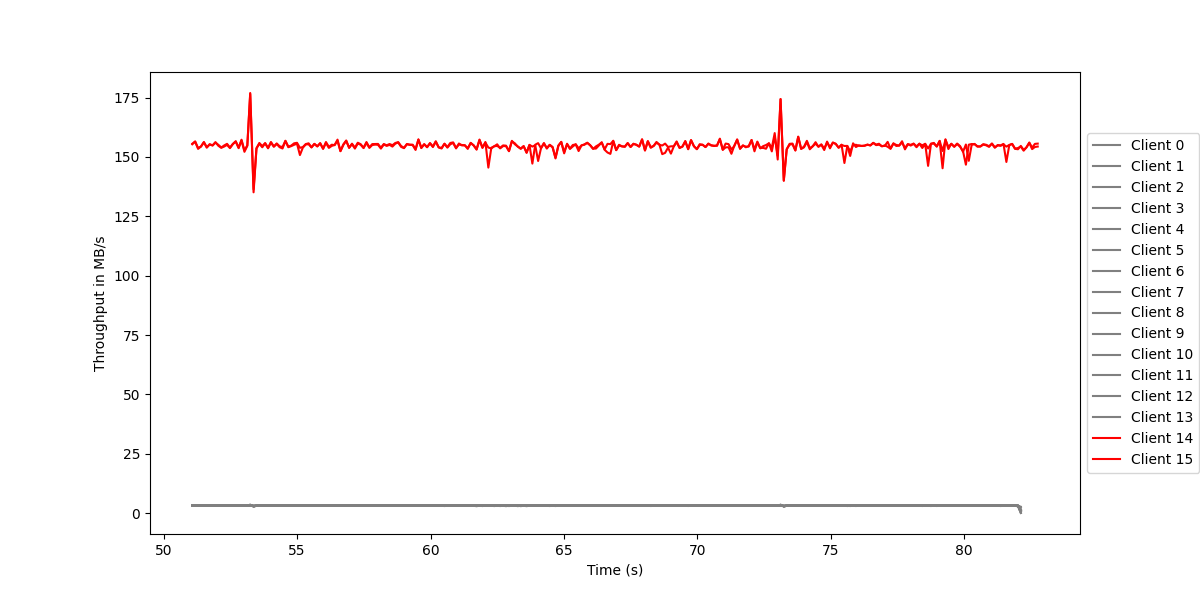 175
150
125
100
75
50
25
0
Throughput in MB/s
50 55 60 65 70 75 80
Time (s)
Client 0
Client 1
Client 2
Client 3
Client 4
Client 5
Client 6
Client 7
Client 8
Client 9
Client 10
Client 11
Client 12
Client 13
Client 14
Client 15